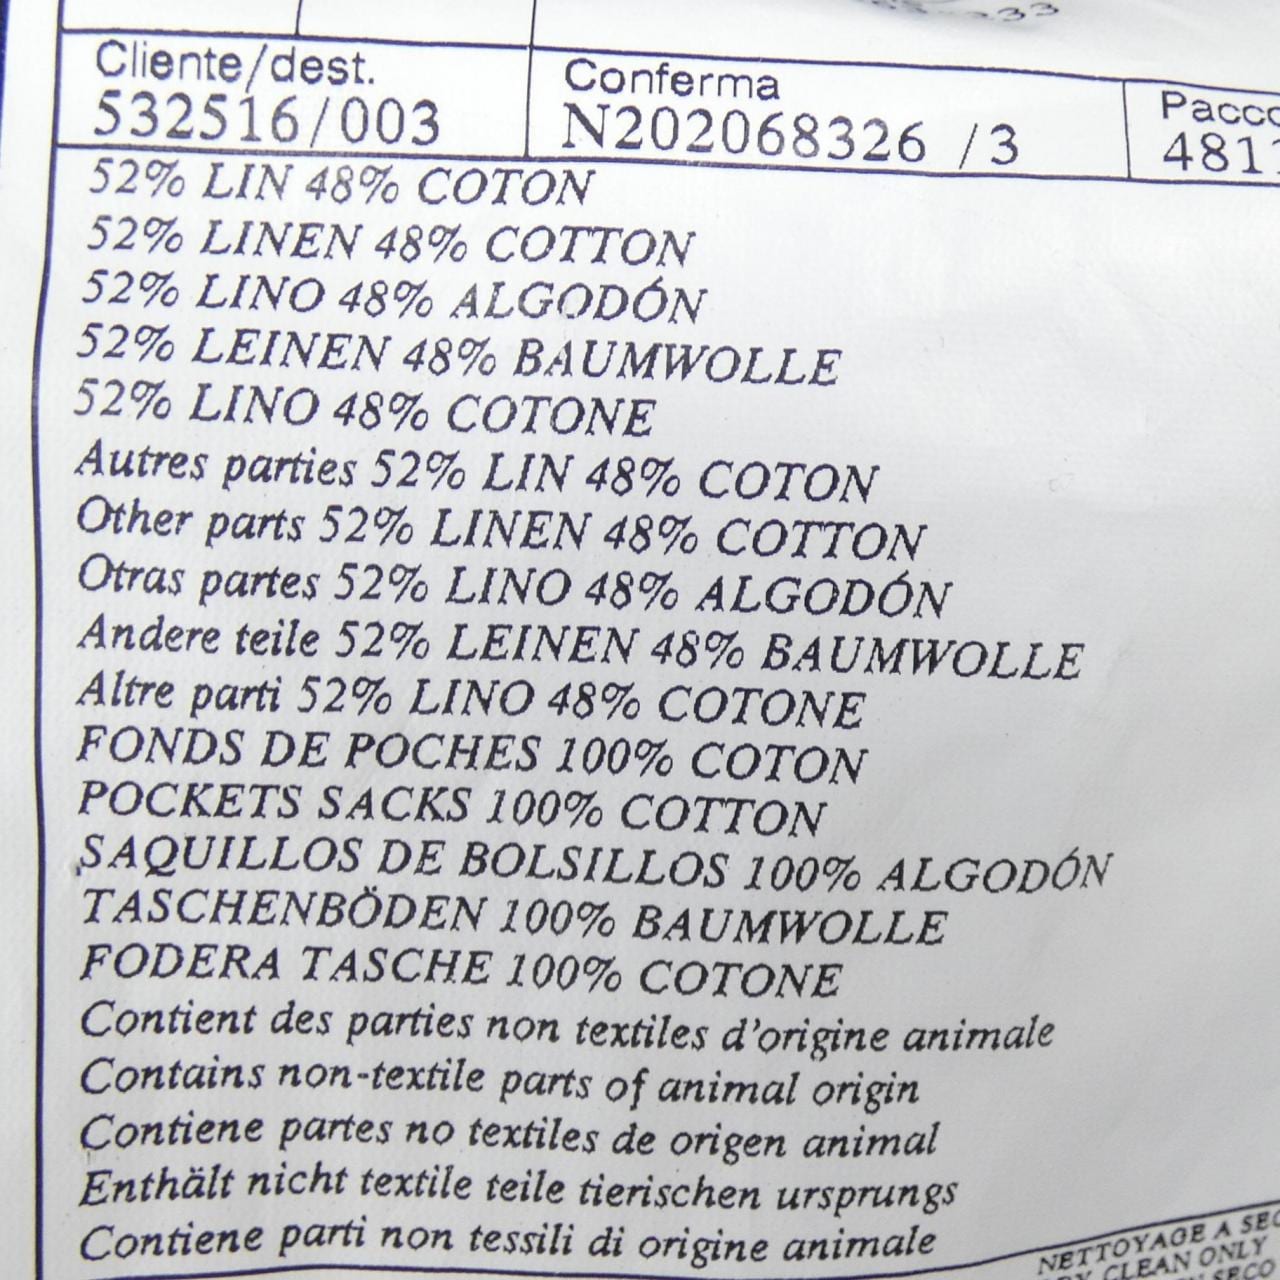 Cliente/dest.
532516/003
Conferma
N202068326 /3
52% LIN 48% COTON
52% LINEN 48% COTTON
52% LINO 48% ALGODÓN
52% LEINEN 48% BAUMWOLLE
52% LINO 48% COTONE
Autres parties 52% LIN 48% COTON
Other parts 52% LINEN 48% COTTON
Otras partes 52% LINO 48% ALGODÓN
Andere teile 52% LEINEN 48% BAUMWOLLE
Altre parti 52% LINO 48% COTONE
FONDS DE POCHES 100% COTON
POCKETS SACKS 100% COTTON
SAQUILLOS DE BOLSILLOS 100% ALGODÓN
TASCHENBÖDEN 100% BAUMWOLLE
FODERA TASCHE 100% COTONE
Contient des parties non textiles d'origine animale
Contains non-textile parts of animal origin
Contiene partes no textiles de origen animal
Enthält nicht textile teile tierischen ursprungs
Contiene parti non tessili di origine animale
NETTOYAGE A
CLEAN ONLY